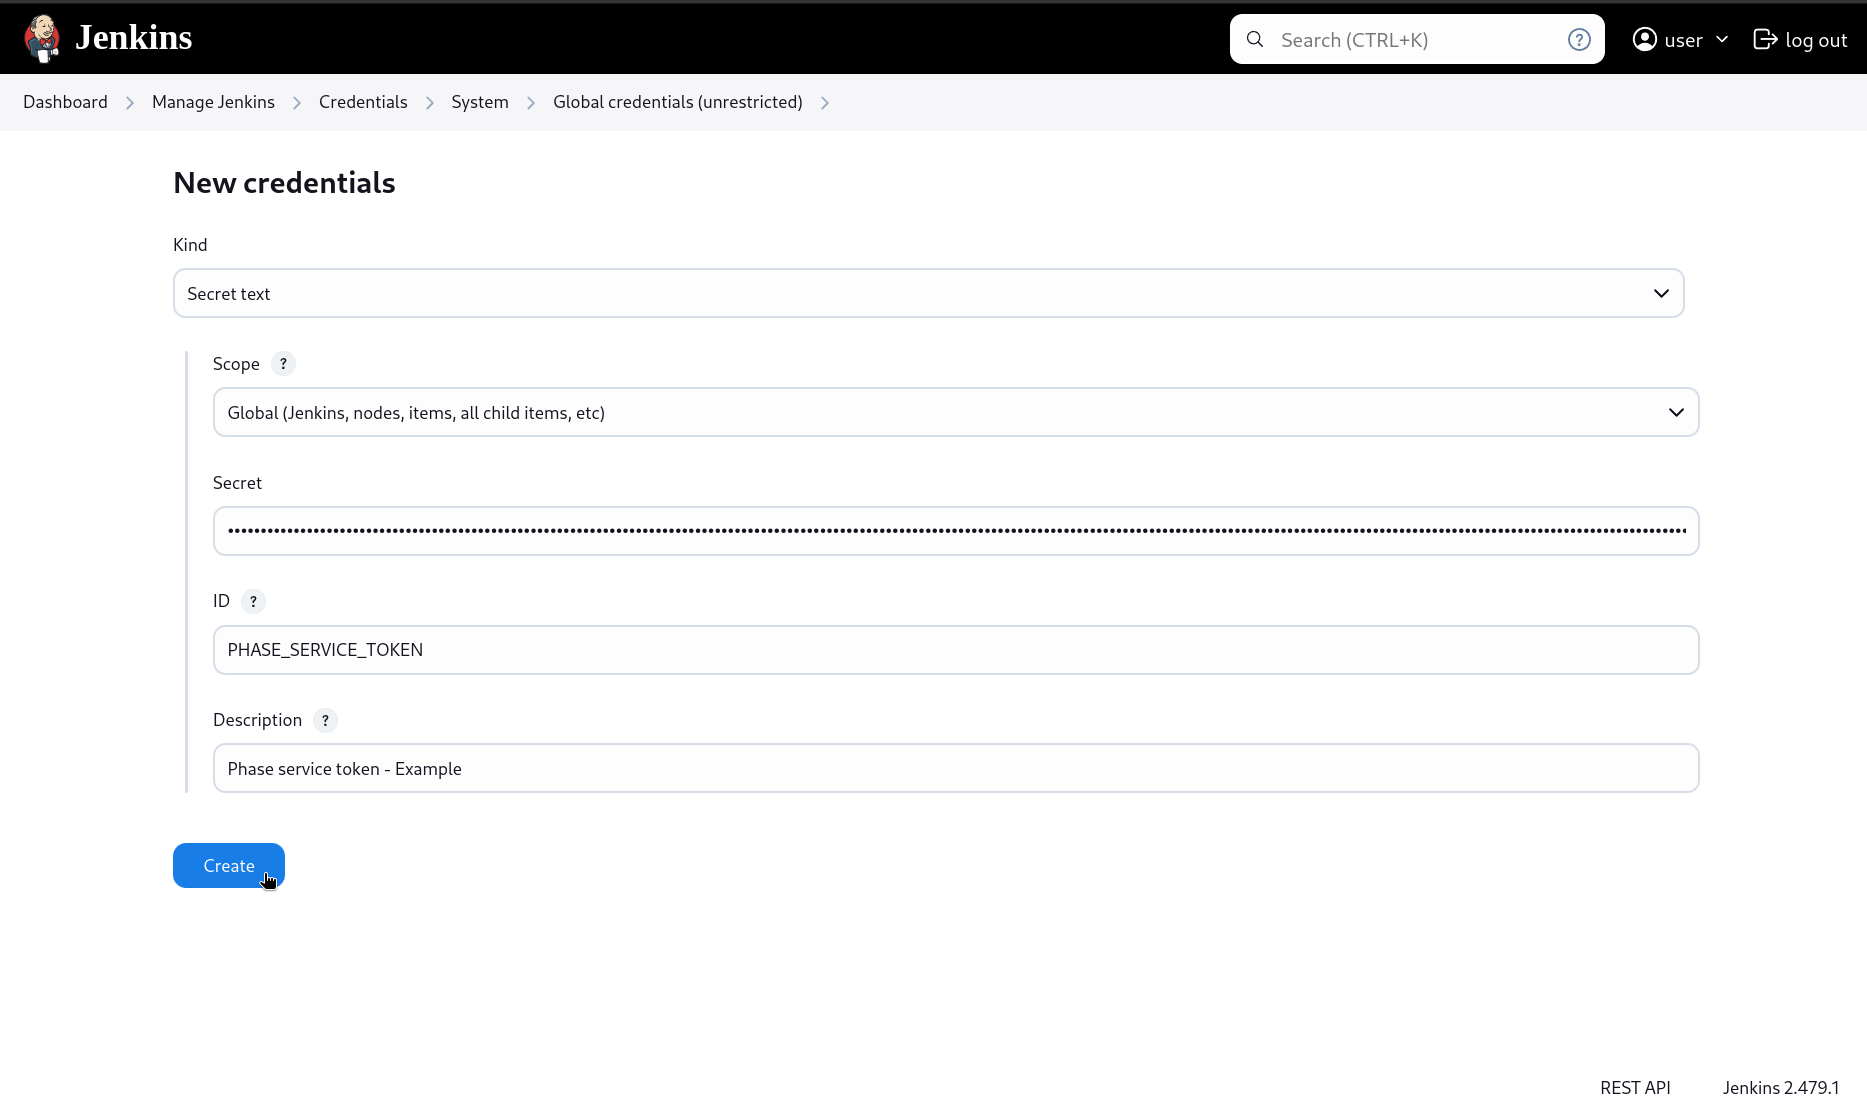 Jenkins
Search (CTRL+K)
?
user
log out
Dashboard
Manage Jenkins
Credentials
System
Global credentials (unrestricted)
New credentials
Kind
Secret text
Scope ?
Global (Jenkins, nodes, items, all child items, etc)
Secret
ID ?
PHASE_SERVICE_TOKEN
Description ?
Phase service token - Example
Create
REST API
Jenkins 2.479.1